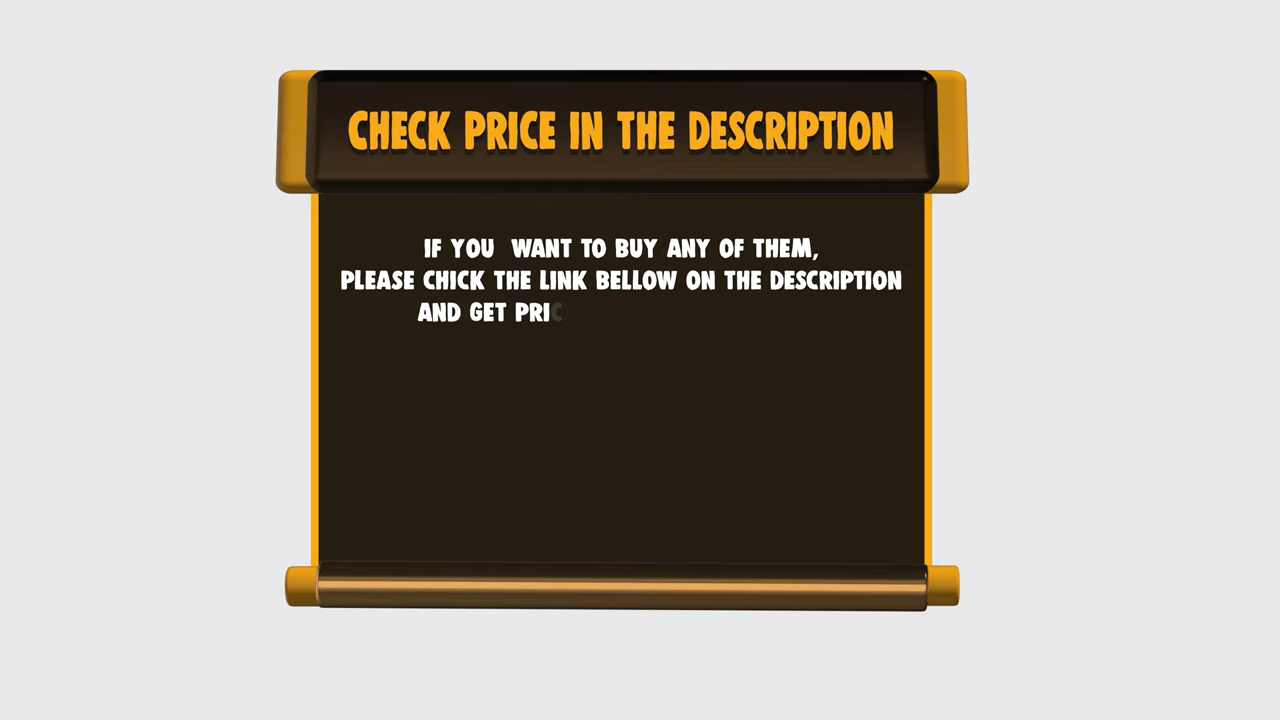 CHECK PRICE IN THE DESCRIPTION
IF YOU WANT TO BUY ANY OF THEM,
PLEASE CHICK THE LINK BELLOW ON THE DESCRIPTION
AND GET PRIC